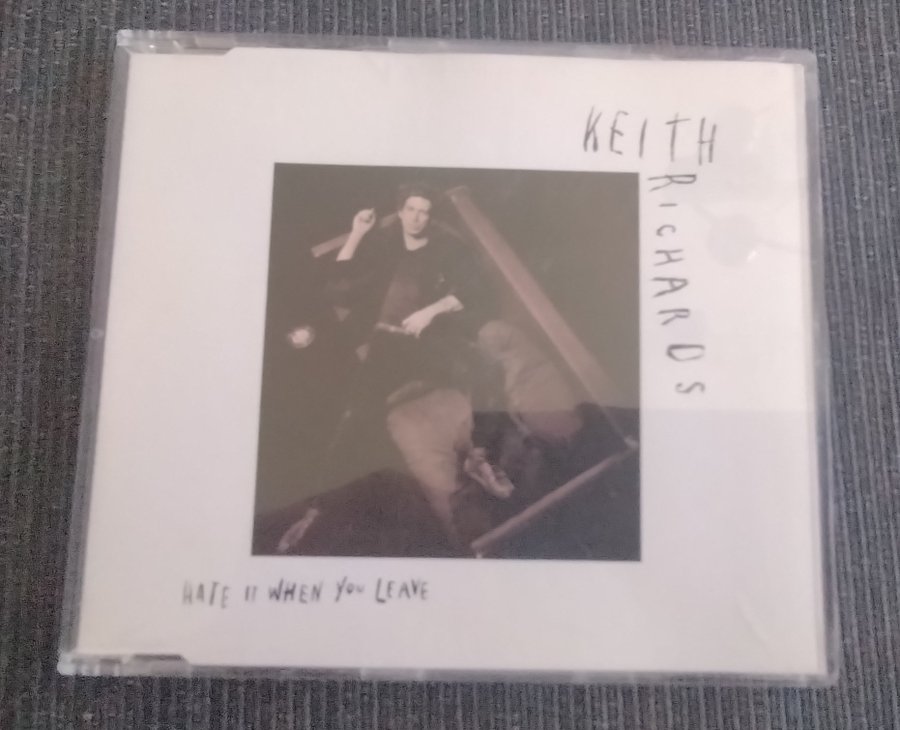 KEITH
RICHARDS
HATE IT WHEN YOU LEAVE